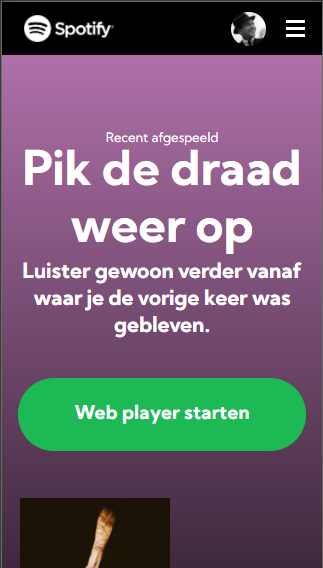 Spotify
Recent afgespeeld
Pik de draad
weer op
Luister gewoon verder vanaf
waar je de vorige keer was
gebleven.
Web player starten